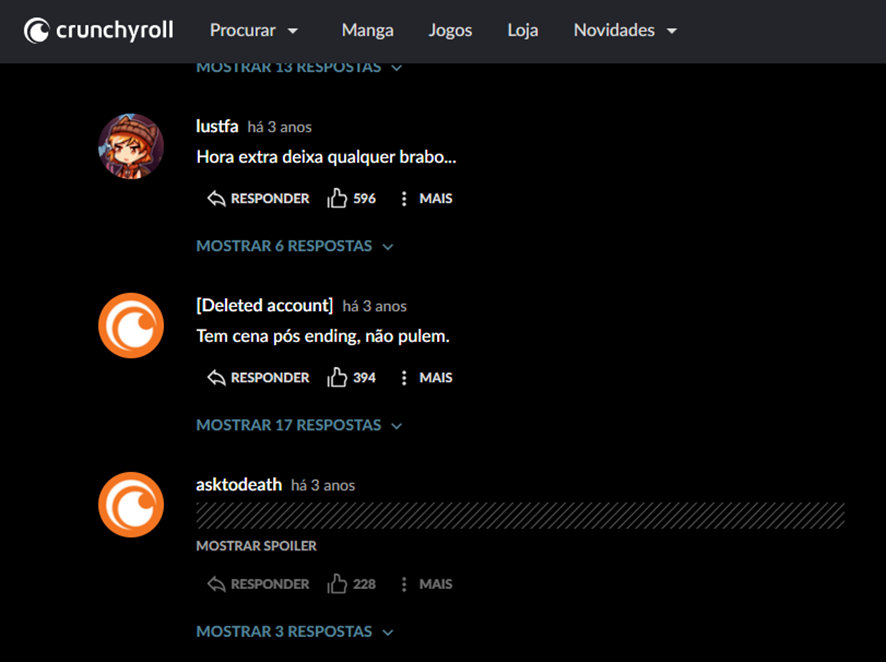 crunchyroll Procurar Manga Jogos Loja Novidades
MOSTRAR 13 RESPOSTAS
lustfa há 3 anos
Hora extra deixa qualquer brabo...
RESPONDER 596 MAIS
MOSTRAR 6 RESPOSTAS
[Deleted account] há 3 anos
Tem cena pós ending, não pulem.
RESPONDER 394 MAIS
MOSTRAR 17 RESPOSTAS
asktodeath há 3 anos
MOSTRAR SPOILER
RESPONDER 228 MAIS
MOSTRAR 3 RESPOSTAS